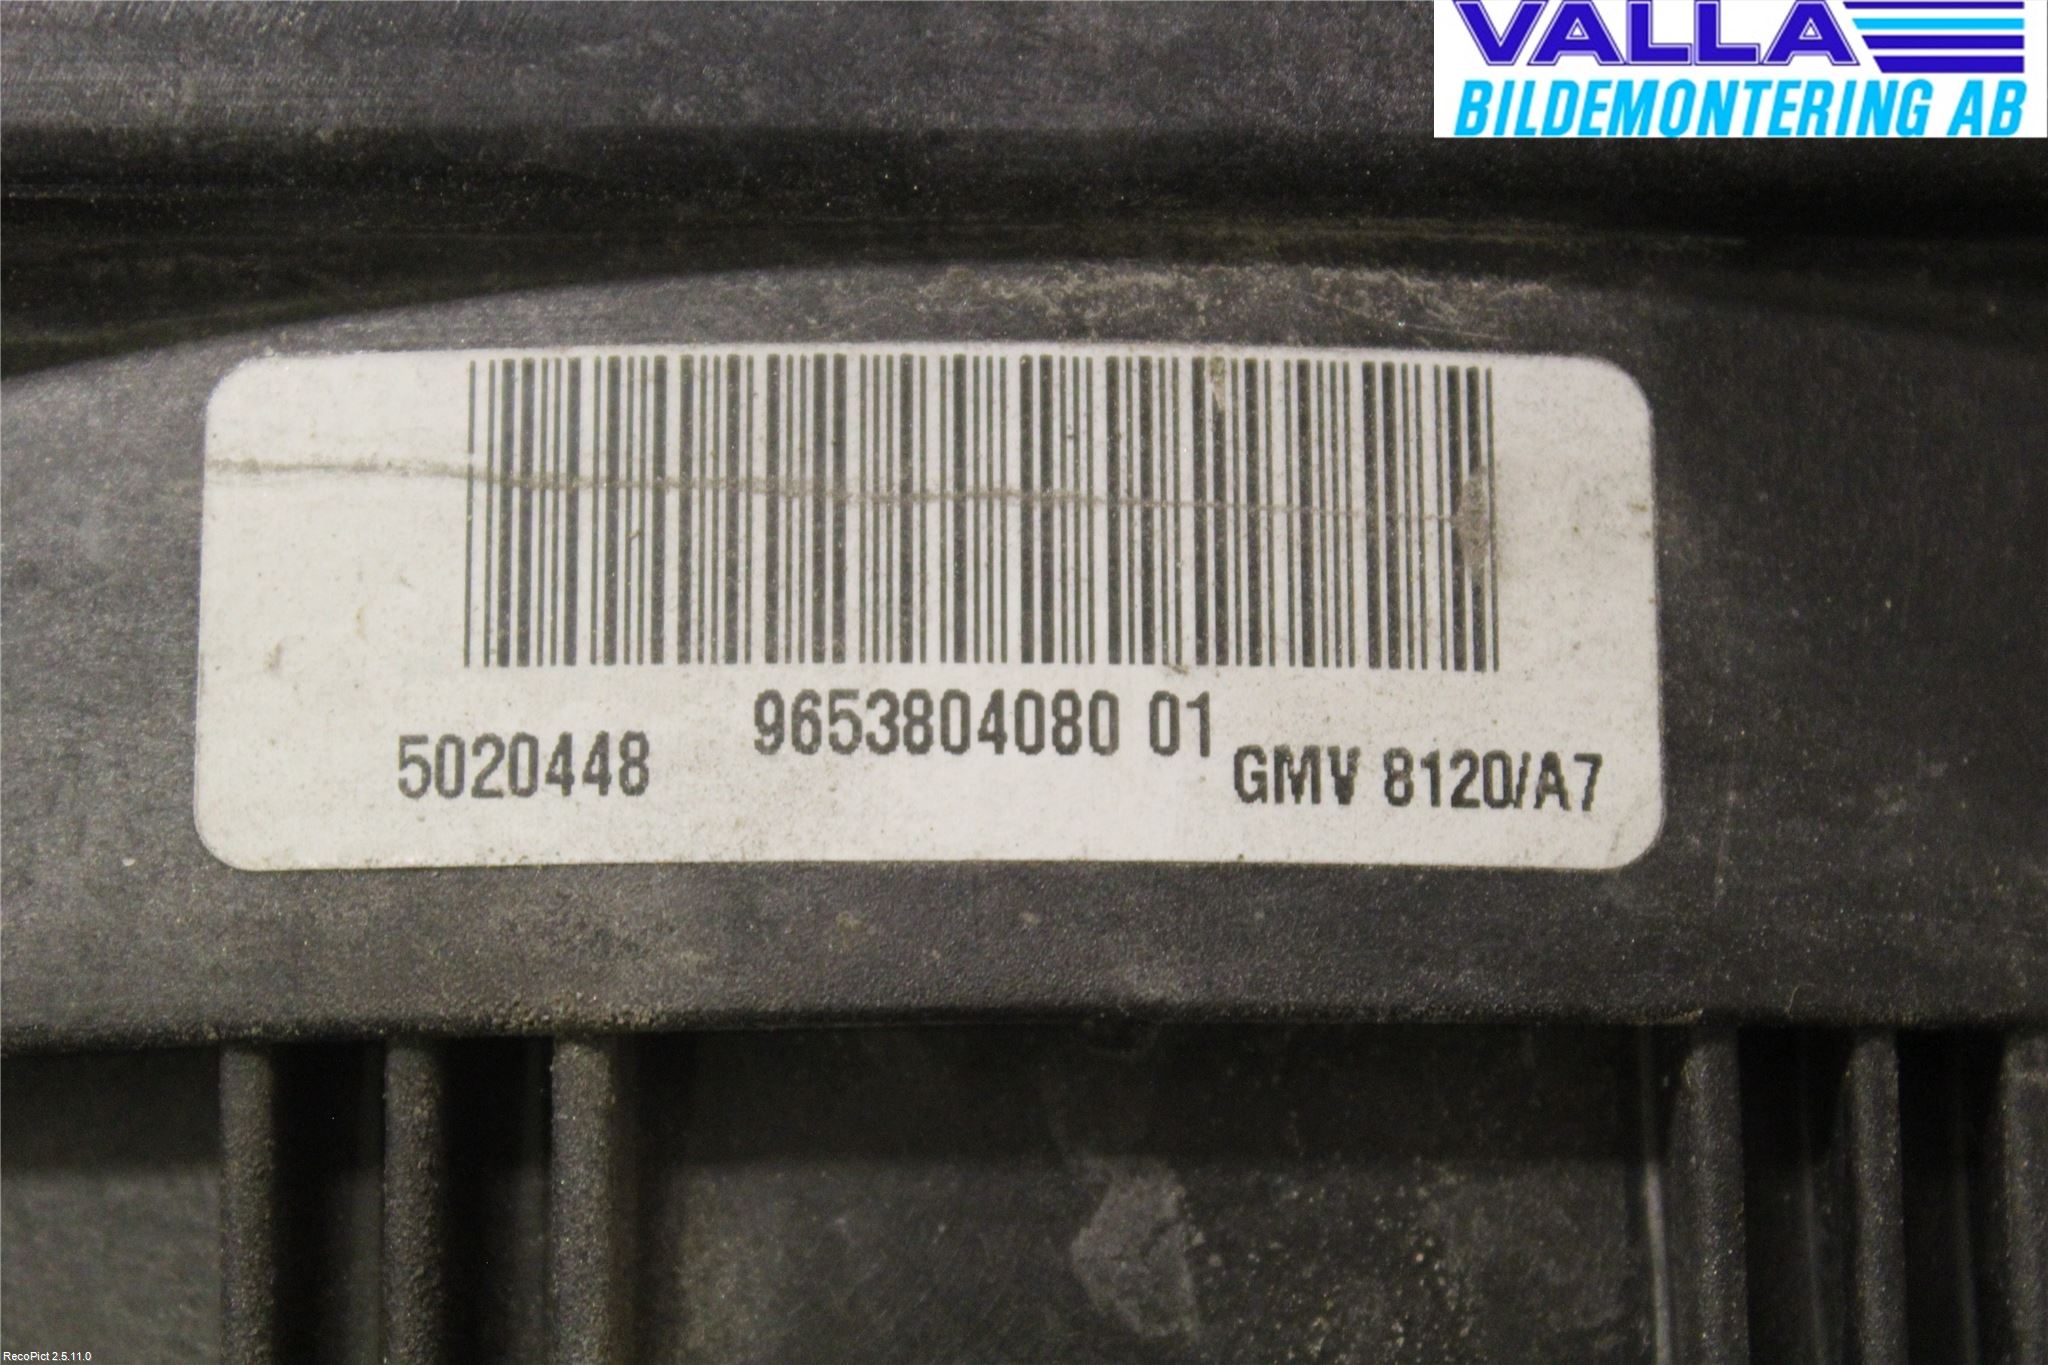 VALLA
BILDEMONTERING AB
9653804080 01
5020448
GMV 8120/A7
RecoPict 2.5.11.0